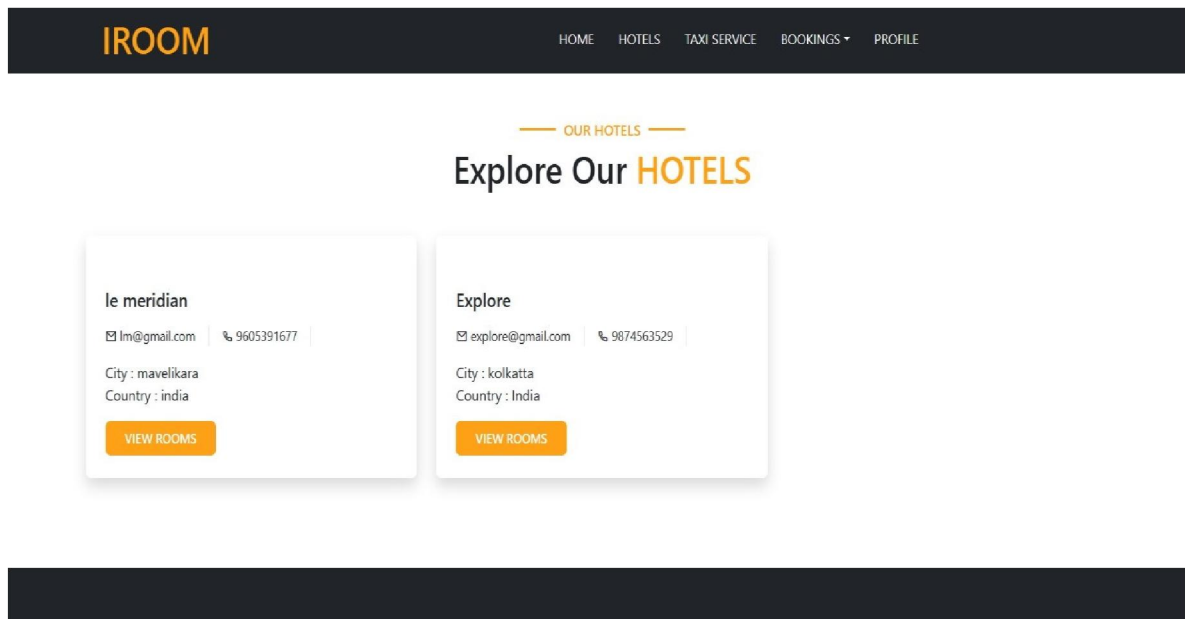 IROOM
HOME HOTELS TAXI SERVICE BOOKINGS PROFILE
OUR HOTELS
Explore Our HOTELS
le meridian
lm@gmail.com 9605391677
City : mavelikara
Country : india
VIEW ROOMS
Explore
explore@gmail.com 9874563529
City : kolkatta
Country : India
VIEW ROOMS